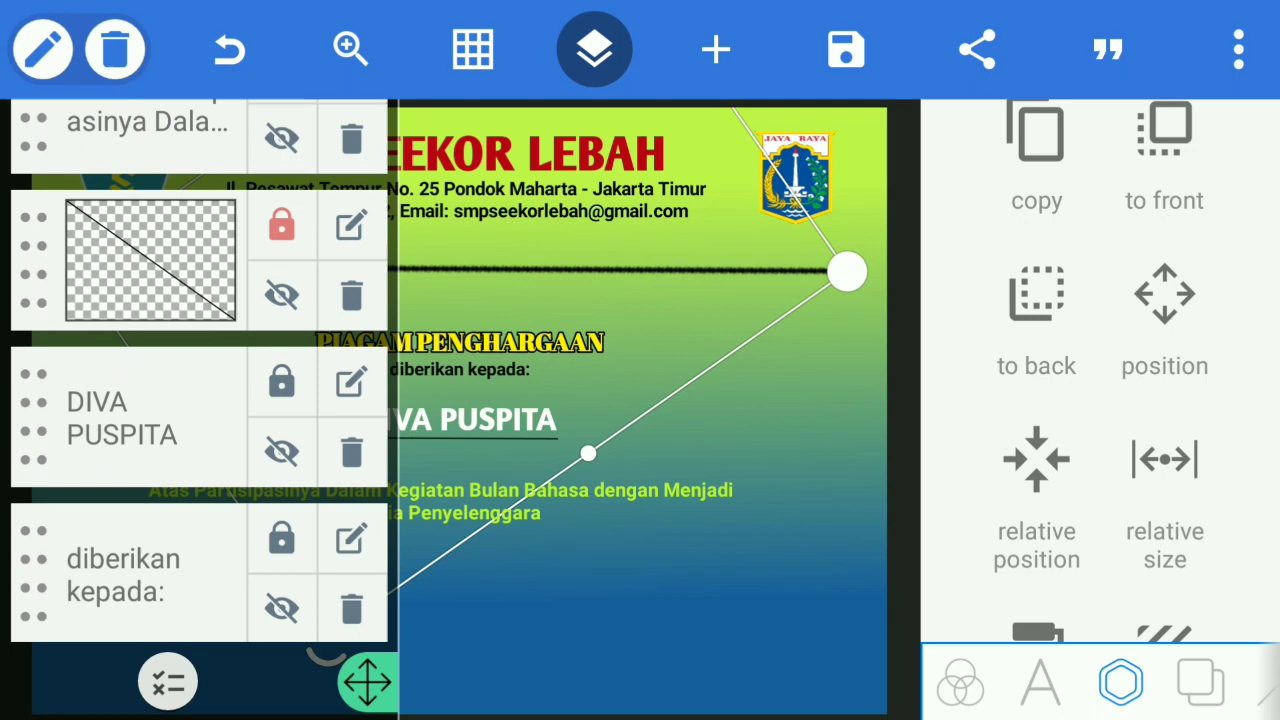 asinya Dala...
DIVA
PUSPITA
diberikan
kepada:
EEKOR LEBAH
JAYA RAYA
Jl. Pesawat Tempur No. 25 Pondok Maharta - Jakarta Timur
, Email: smpseekorlebah@gmail.com
PIAGAM PENGHARGAAN
diberikan kepada:
IVA PUSPITA
Atas Partisipasinya Dalam Kegiatan Bulan Bahasa dengan Menjadi
ia Penyelenggara
copy
to front
to back
position
relative
position
relative
size